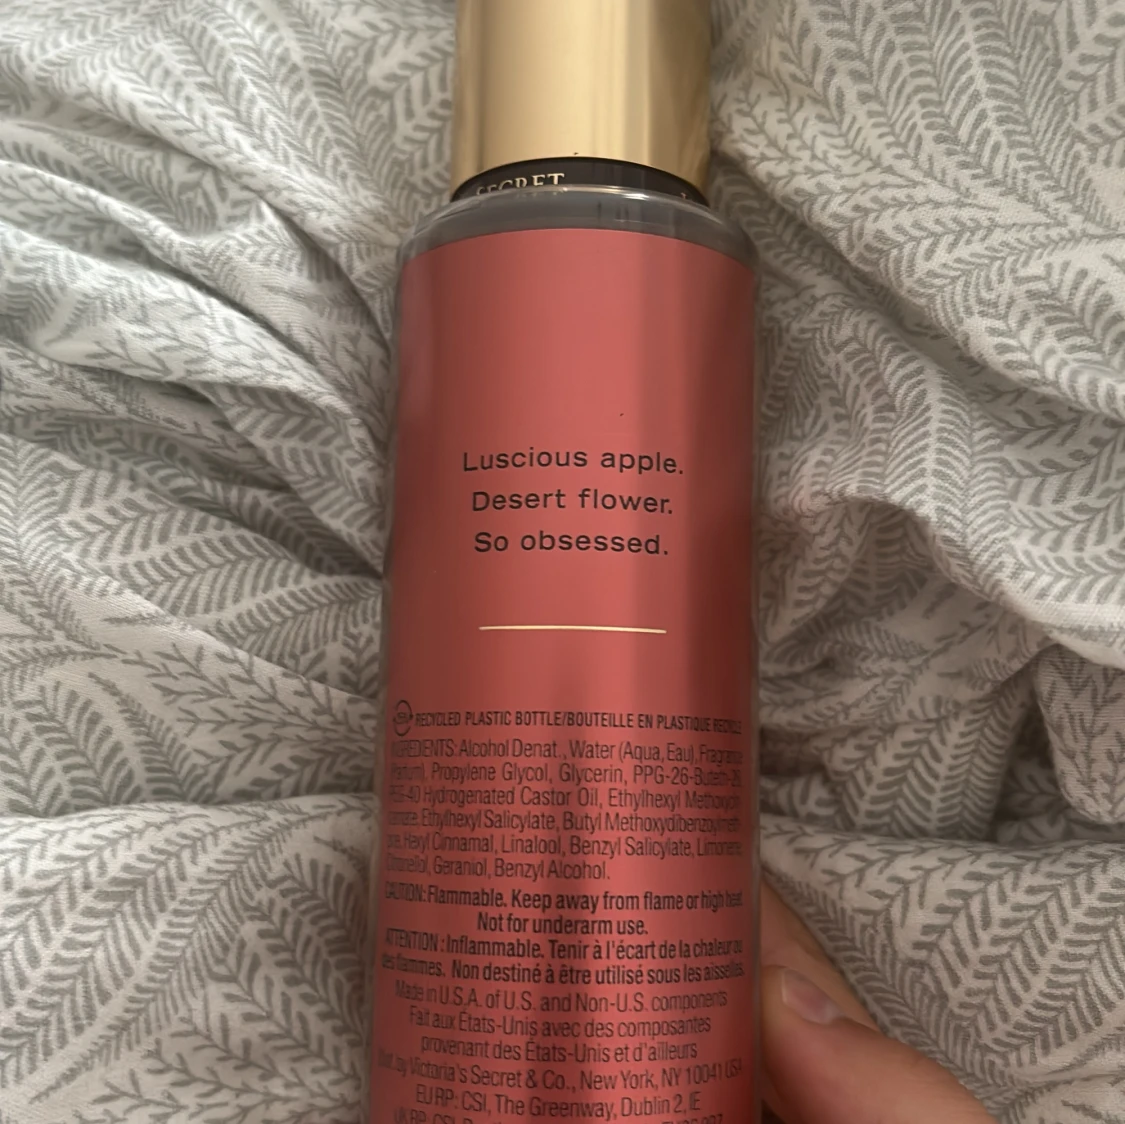 SECRET
Luscious apple.
Desert flower.
So obsessed.
RECYCLED PLASTIC BOTTLE/BOUTEILLE EN PLASTIQUE
INGREDIENTS: Alcohol Denat., Water (Aqua, Eau), Fragrance
(Parfum), Propylene Glycol, Glycerin, PPG-26-Buteth-26,
PEG-40 Hydrogenated Castor Oil, Ethylhexyl
Ethylhexyl Salicylate, Butyl
Hexyl Cinnamal, Linalool, Benzyl Salicylate, Limonene,
Citronellol, Geraniol, Benzyl Alcohol.
CAUTION: Flammable. Keep away from flame or high heat.
Not for underarm use.
ATTENTION : Inflammable. Tenir à l'écart de la chaleur ou
des flammes. Non destiné à être utilisé sous les aisselles.
Made in U.S.A. of U.S. and Non-U.S. components
Fait aux États-Unis avec des composantes
provenant des États-Unis et d'ailleurs
by Victoria's Secret & Co., New York, NY 10041 USA
EU RP: CSI, The Greenway, Dublin 2, IE